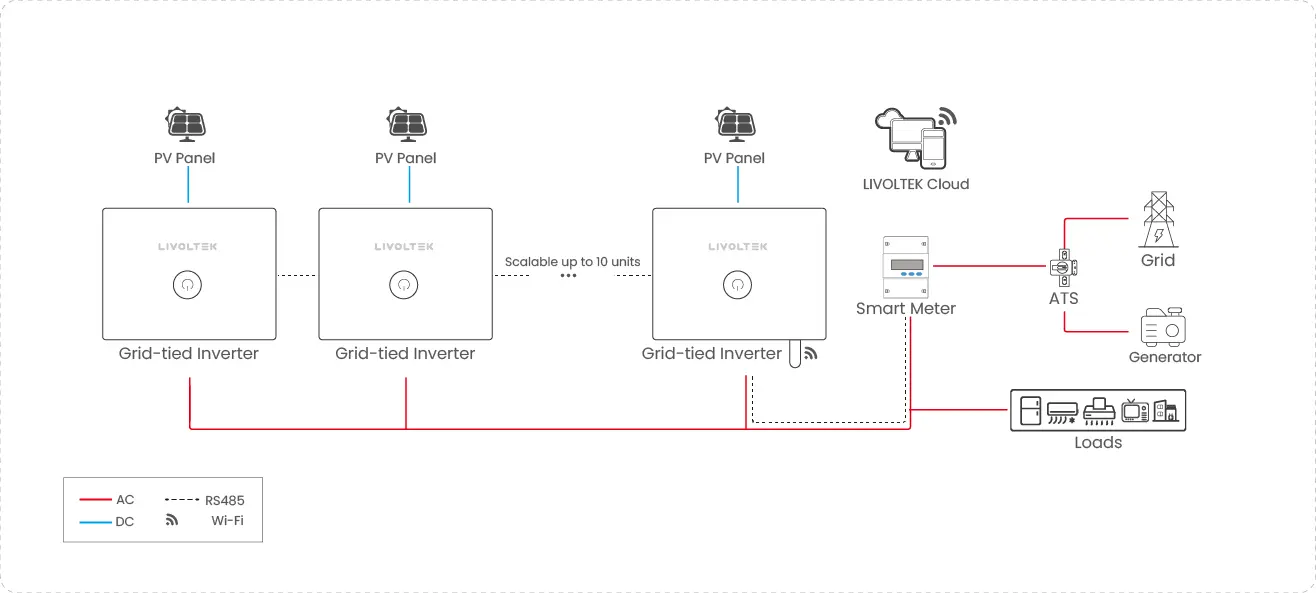 PV Panel
PV Panel
PV Panel
LIVOLTEK Cloud
LIVOLTEK
LIVOLTEK
LIVOLTEK
Scalable up to 10 units
Grid
ATS
Smart Meter
Grid-tied Inverter
Grid-tied Inverter
Grid-tied Inverter
Generator
Loads
AC
RS485
DC
Wi-Fi